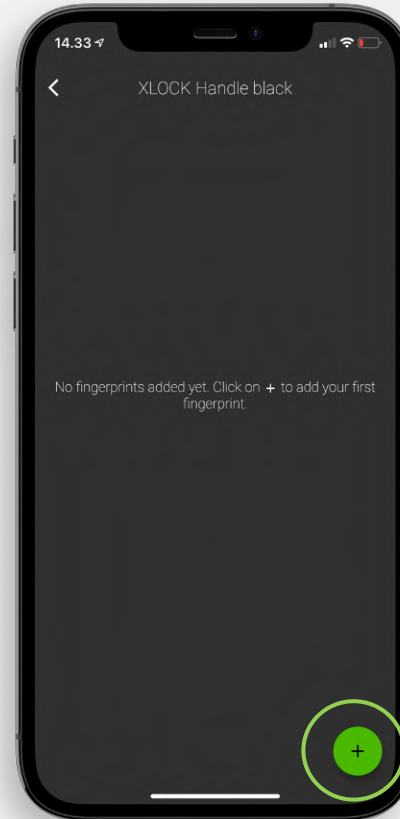 14.33
XLOCK Handle black
No fingerprints added yet. Click on + to add your first
fingerprint.
+